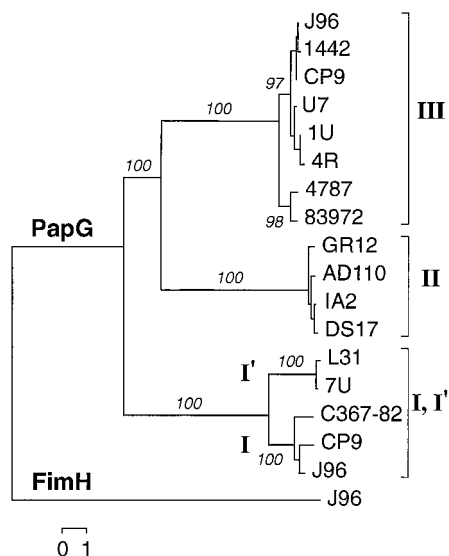 J96
1442
97
CP9
III
U7
100
1U
4R
100
4787
98
83972
PapG
GR12
AD110
II
100
IA2
DS17
100
L31
I'
7U
I, I'
100
C367-82
I
CP9
100
J96
FimH
J96
0 1